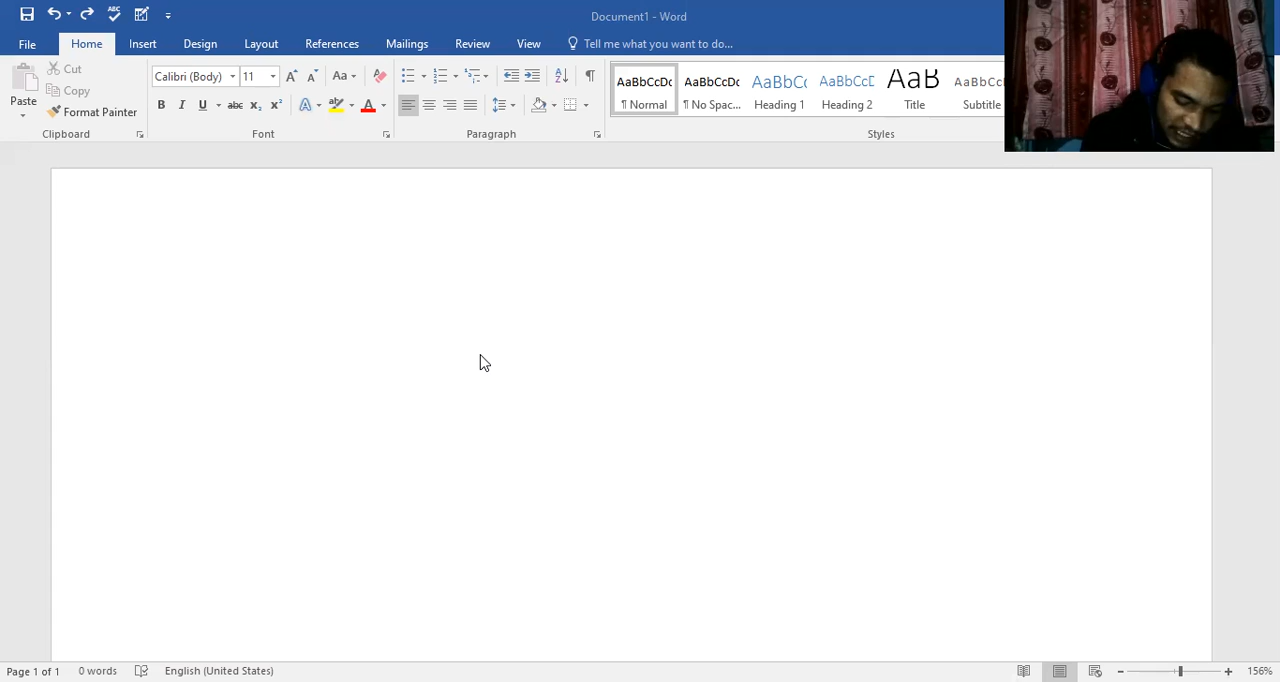 Document1 - Word
File Home Insert Design Layout References Mailings Review View Tell me what you want to do...
Paste
Cut
Copy
Format Painter
Clipboard
Calibri (Body) 11
Font
Paragraph
AaBbCcDc AaBbCcDc AaBbC AaBbCcE AaB
¶ Normal ¶ No Spac... Heading 1 Heading 2 Title Subtitle
Styles
Page 1 of 1 0 words English (United States) 156%